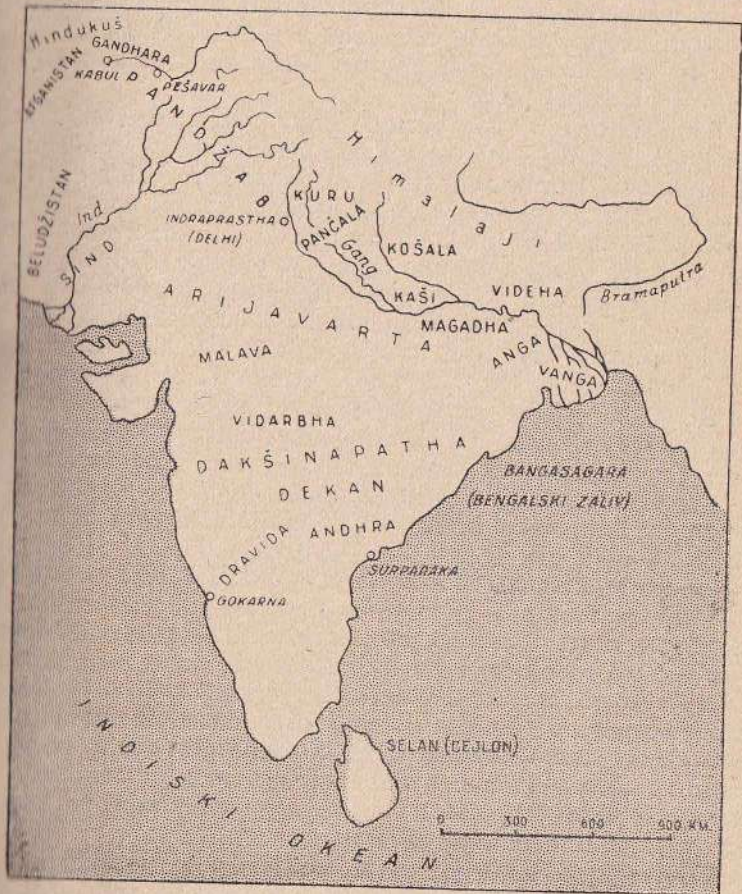 Hindukuš
GANDHARA
KABUL
PEŠAVAR
AFGANISTAN
PANDŽAB
Himalaji
BELUDŽISTAN
Ind
SIND
KURU
INDRAPRASTHA
(DELHI)
PANČALA
Gang
KOŠALA
KAŠI
VIDEHA
Bramaputra
ARIJAVARTA
MAGADHA
MALAVA
ANGA
VANGA
VIDARBHA
DAKŠINAPATHA
BANGASAGARA
(BENGALSKI ZALIV)
DEKAN
DRAVIDA
ANDHRA
SURPARAKA
GOKARNA
SELAN (CEJLON)
INDISKI OKEAN
0 300 600 900 KM.